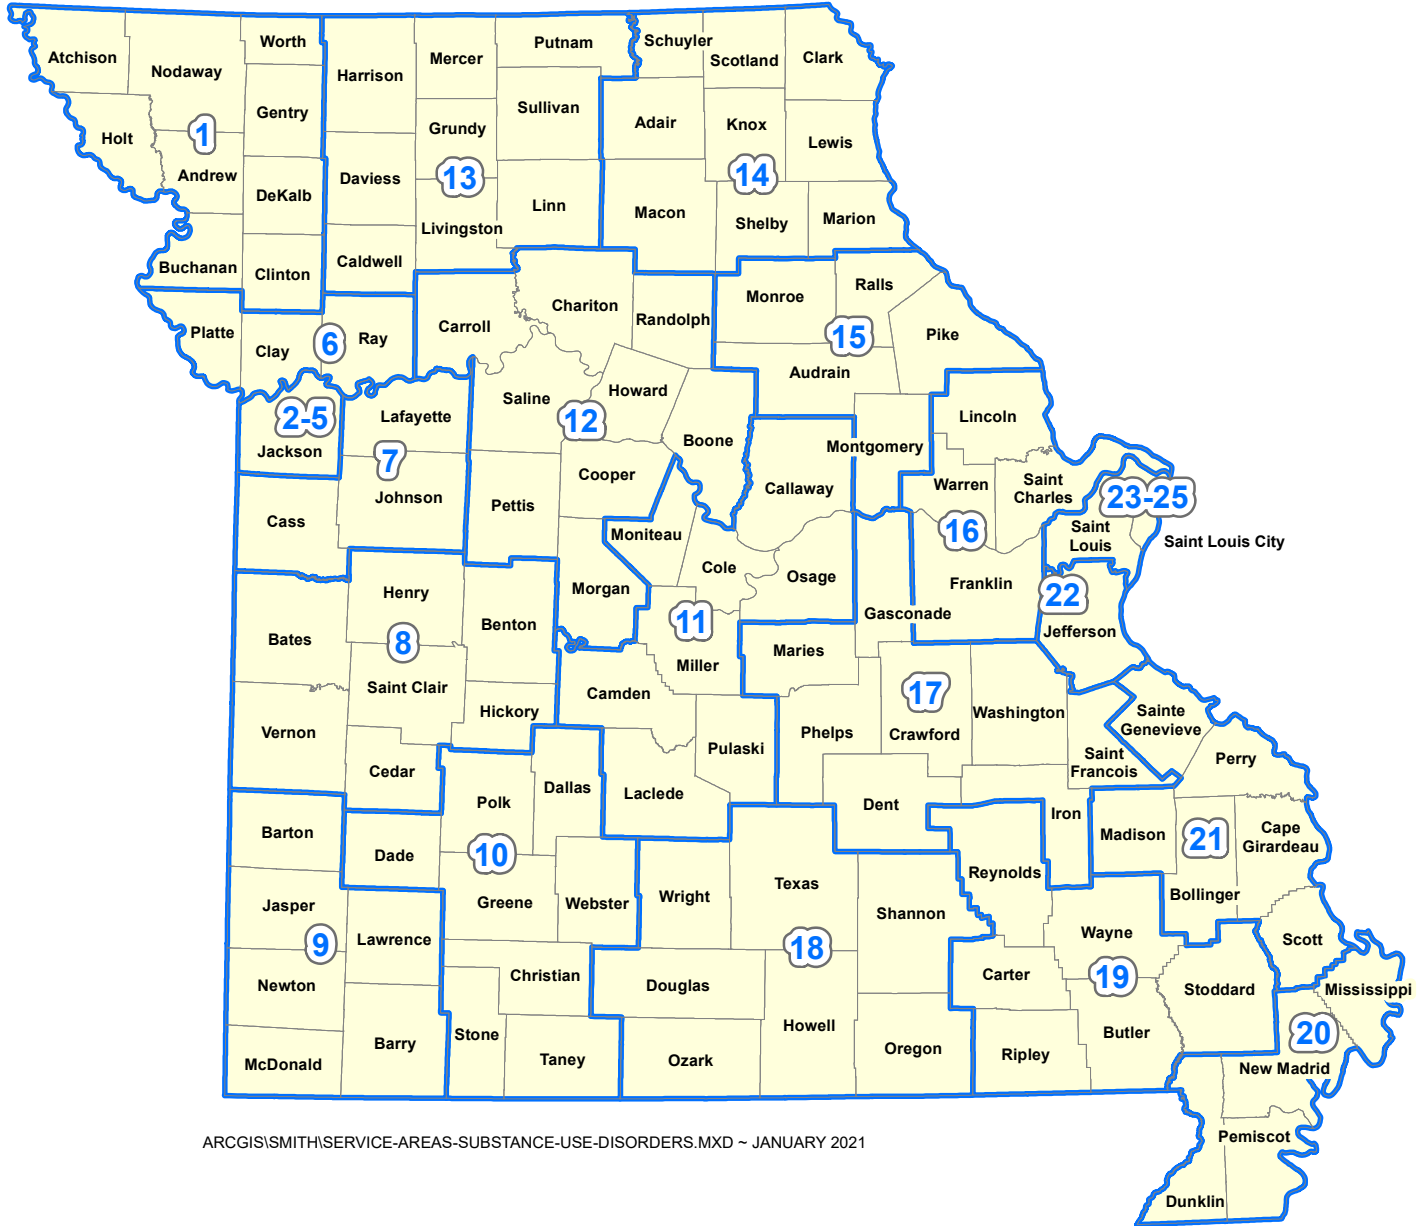 Atchison
Nodaway
Worth
Harrison
Mercer
Putnam
Schuyler
Scotland
Clark
Gentry
Sullivan
Holt
1
Grundy
Adair
Knox
Lewis
Andrew
DeKalb
Daviess
13
14
Linn
Macon
Shelby
Marion
Livingston
Buchanan
Clinton
Caldwell
Chariton
Randolph
Monroe
Ralls
Platte
Clay
6
Ray
Carroll
15
Pike
Audrain
Saline
Howard
2-5
Lafayette
12
Lincoln
Jackson
7
Boone
Montgomery
Johnson
Cooper
Callaway
Warren
Saint
Charles
23-25
Cass
Pettis
Moniteau
16
Saint
Louis
Saint Louis City
Henry
Morgan
Cole
Osage
Franklin
22
Bates
8
Benton
11
Gasconade
Jefferson
Miller
Maries
Saint Clair
Camden
17
Hickory
Washington
Sainte
Genevieve
Vernon
Pulaski
Phelps
Crawford
Saint
Francois
Perry
Cedar
Polk
Dallas
Laclede
Dent
Iron
Barton
Dade
10
Madison
21
Cape
Girardeau
Reynolds
Jasper
Greene
Webster
Wright
Texas
Shannon
Bollinger
9
Lawrence
18
Wayne
Scott
Newton
Christian
Douglas
Carter
19
Stoddard
Mississippi
McDonald
Barry
Stone
Taney
Ozark
Howell
Oregon
Ripley
Butler
20
New Madrid
Pemiscot
Dunklin
ARCGIS\SMITH\SERVICE-AREAS-SUBSTANCE-USE-DISORDERS.MXD ~ JANUARY 2021